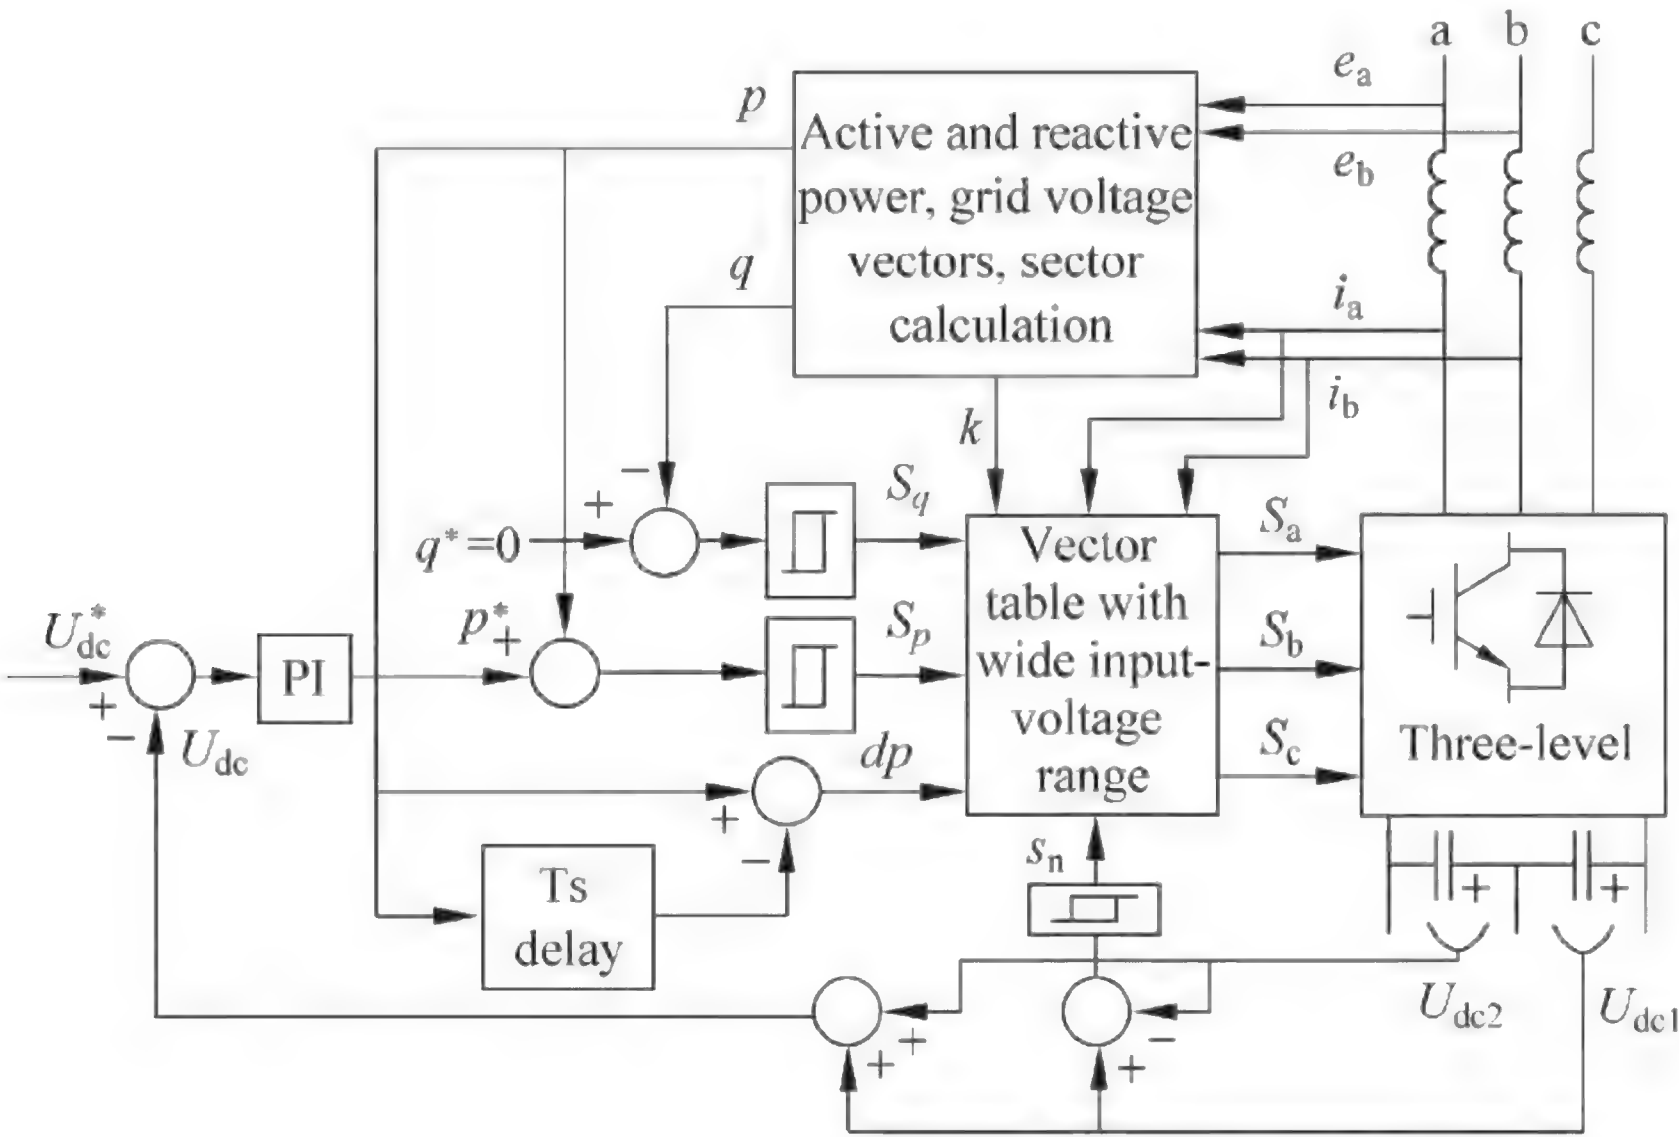 a b c
e_a
p
Active and reactive
power, grid voltage
vectors, sector
calculation
e_b
q
i_a
i_b
k
−
+
S_q
q*=0
Vector
table with
wide input-
voltage
range
S_a
S_b
S_c
U_dc*
p*
+
S_p
PI
+
−
U_dc
Three-level
dp
+
−
Ts
delay
s_n
+
+
U_dc2
U_dc1
+
−
+
+